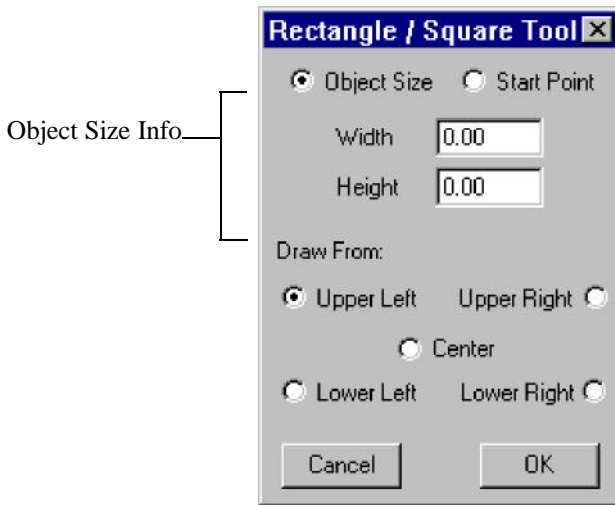 Rectangle / Square Tool
Object Size Start Point
Object Size Info
Width 0.00
Height 0.00
Draw From:
Upper Left Upper Right
Center
Lower Left Lower Right
Cancel OK